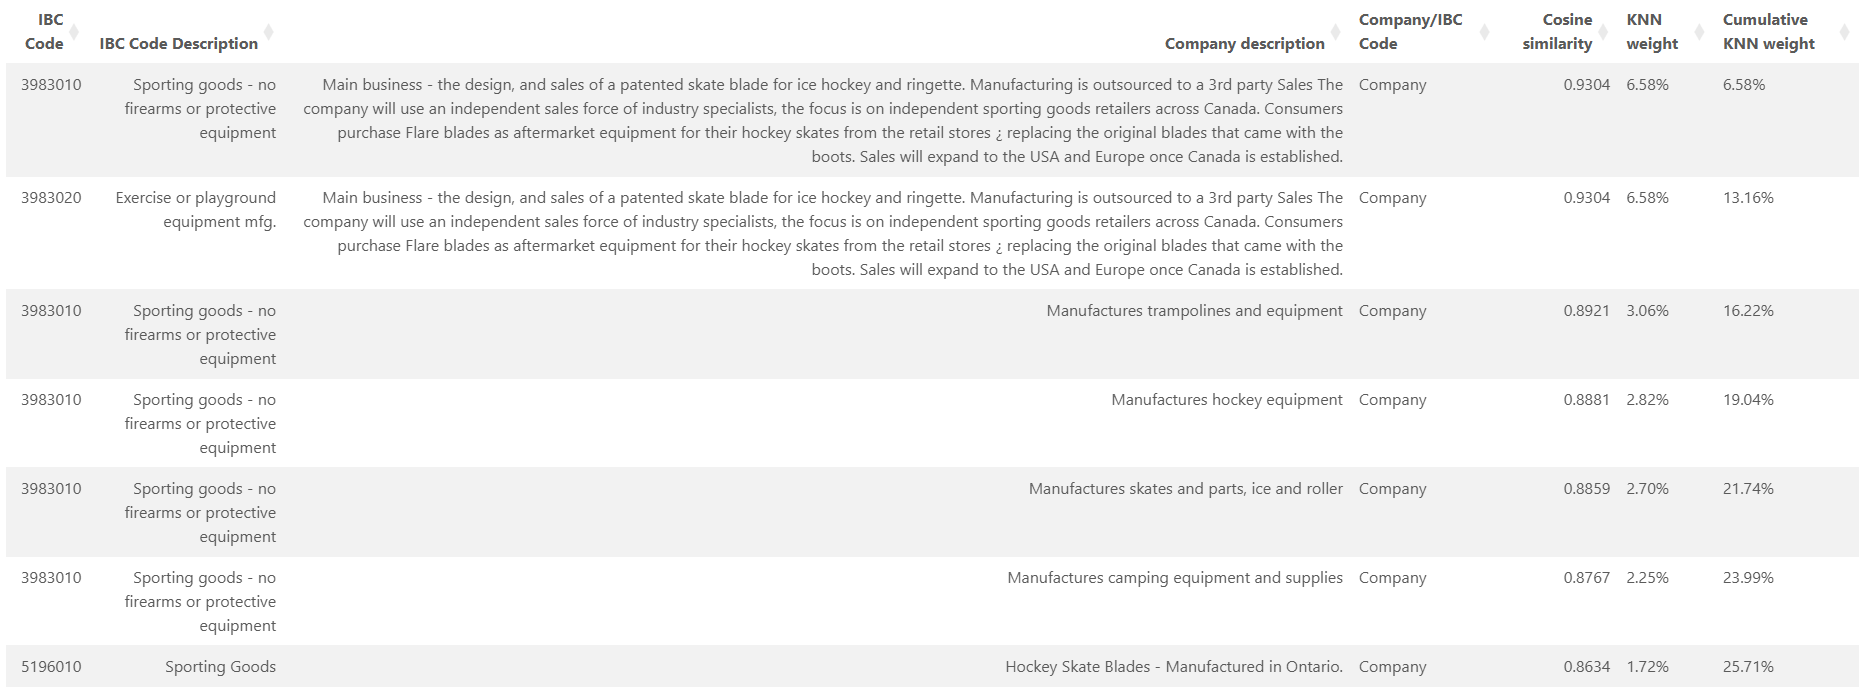 IBC Code IBC Code Description Company description Company/IBC Code Cosine similarity KNN weight Cumulative KNN weight
3983010 Sporting goods - no Main business - the design, and sales of a patented skate blade for ice hockey and ringette. Manufacturing is outsourced to a 3rd party Sales The Company 0.9304 6.58% 6.58%
firearms or protective company will use an independent sales force of industry specialists, the focus is on independent sporting goods retailers across Canada. Consumers
equipment purchase Flare blades as aftermarket equipment for their hockey skates from the retail stores ¿ replacing the original blades that came with the
boots. Sales will expand to the USA and Europe once Canada is established.
3983020 Exercise or playground Main business - the design, and sales of a patented skate blade for ice hockey and ringette. Manufacturing is outsourced to a 3rd party Sales The Company 0.9304 6.58% 13.16%
equipment mfg. company will use an independent sales force of industry specialists, the focus is on independent sporting goods retailers across Canada. Consumers
purchase Flare blades as aftermarket equipment for their hockey skates from the retail stores ¿ replacing the original blades that came with the
boots. Sales will expand to the USA and Europe once Canada is established.
3983010 Sporting goods - no Manufactures trampolines and equipment Company 0.8921 3.06% 16.22%
firearms or protective
equipment
3983010 Sporting goods - no Manufactures hockey equipment Company 0.8881 2.82% 19.04%
firearms or protective
equipment
3983010 Sporting goods - no Manufactures skates and parts, ice and roller Company 0.8859 2.70% 21.74%
firearms or protective
equipment
3983010 Sporting goods - no Manufactures camping equipment and supplies Company 0.8767 2.25% 23.99%
firearms or protective
equipment
5196010 Sporting Goods Hockey Skate Blades - Manufactured in Ontario. Company 0.8634 1.72% 25.71%